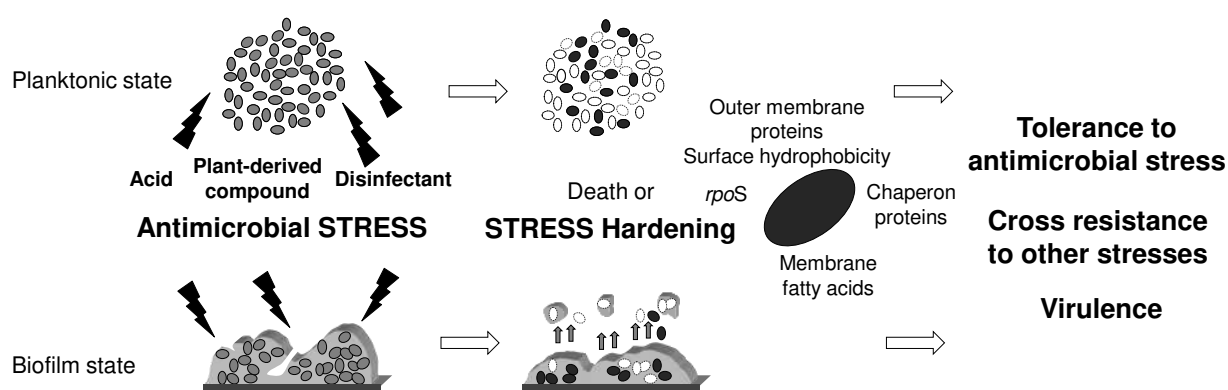 Planktonic state
Acid
Plant-derived
compound
Disinfectant
Antimicrobial STRESS
Death or
STRESS Hardening
Outer membrane
proteins
Surface hydrophobicity
rpoS
Chaperon
proteins
Membrane
fatty acids
Tolerance to
antimicrobial stress
Cross resistance
to other stresses
Virulence
Biofilm state